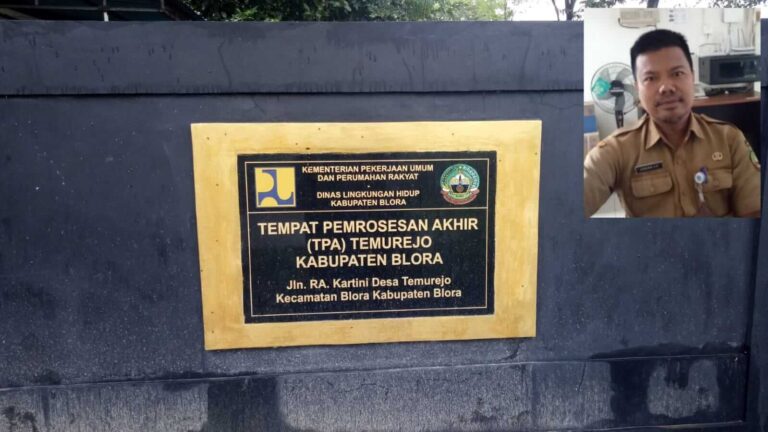 KEMENTERIAN PEKERJAAN UMUM
DAN PERUMAHAN RAKYAT
DINAS LINGKUNGAN HIDUP
KABUPATEN BLORA
TEMPAT PEMROSESAN AKHIR
(TPA) TEMUREJO
KABUPATEN BLORA
Jln. RA. Kartini Desa Temurejo
Kecamatan Blora Kabupaten Blora